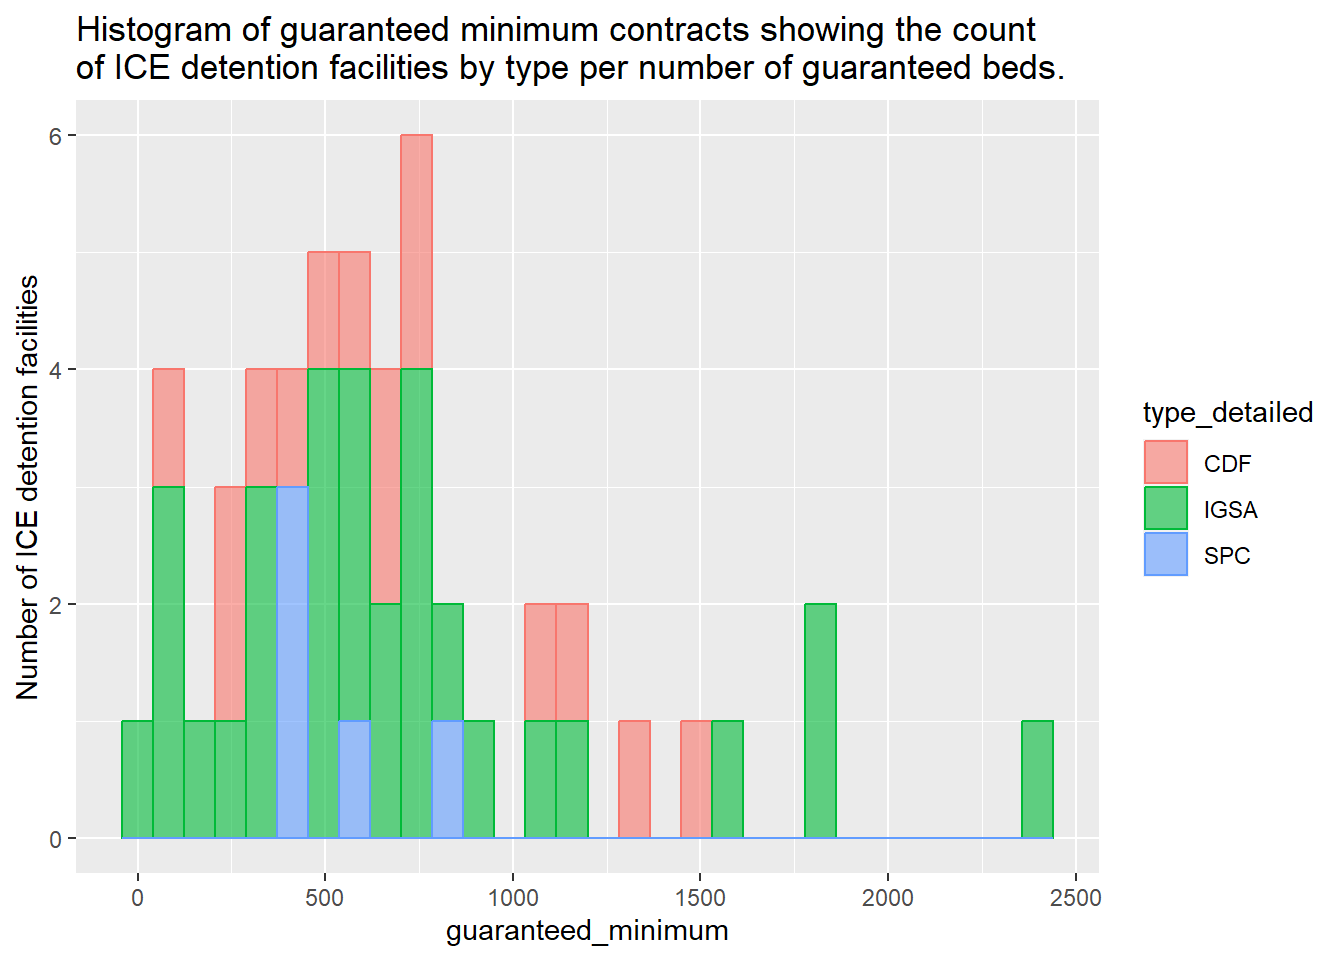 Histogram of guaranteed minimum contracts showing the count
of ICE detention facilities by type per number of guaranteed beds.
Number of ICE detention facilities
6
4
2
0
0
500
1000
1500
2000
2500
guaranteed_minimum
type_detailed
CDF
IGSA
SPC